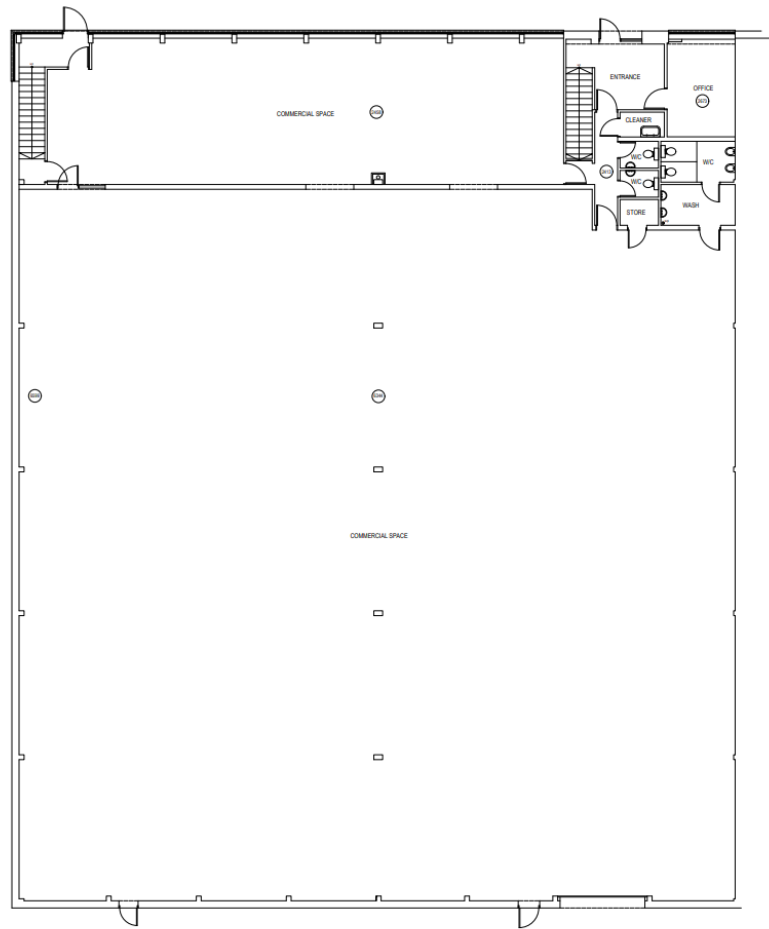 ENTRANCE
OFFICE
COMMERCIAL SPACE
CLEANER
W/C
W/C
W/C
STORE
WASH
COMMERCIAL SPACE